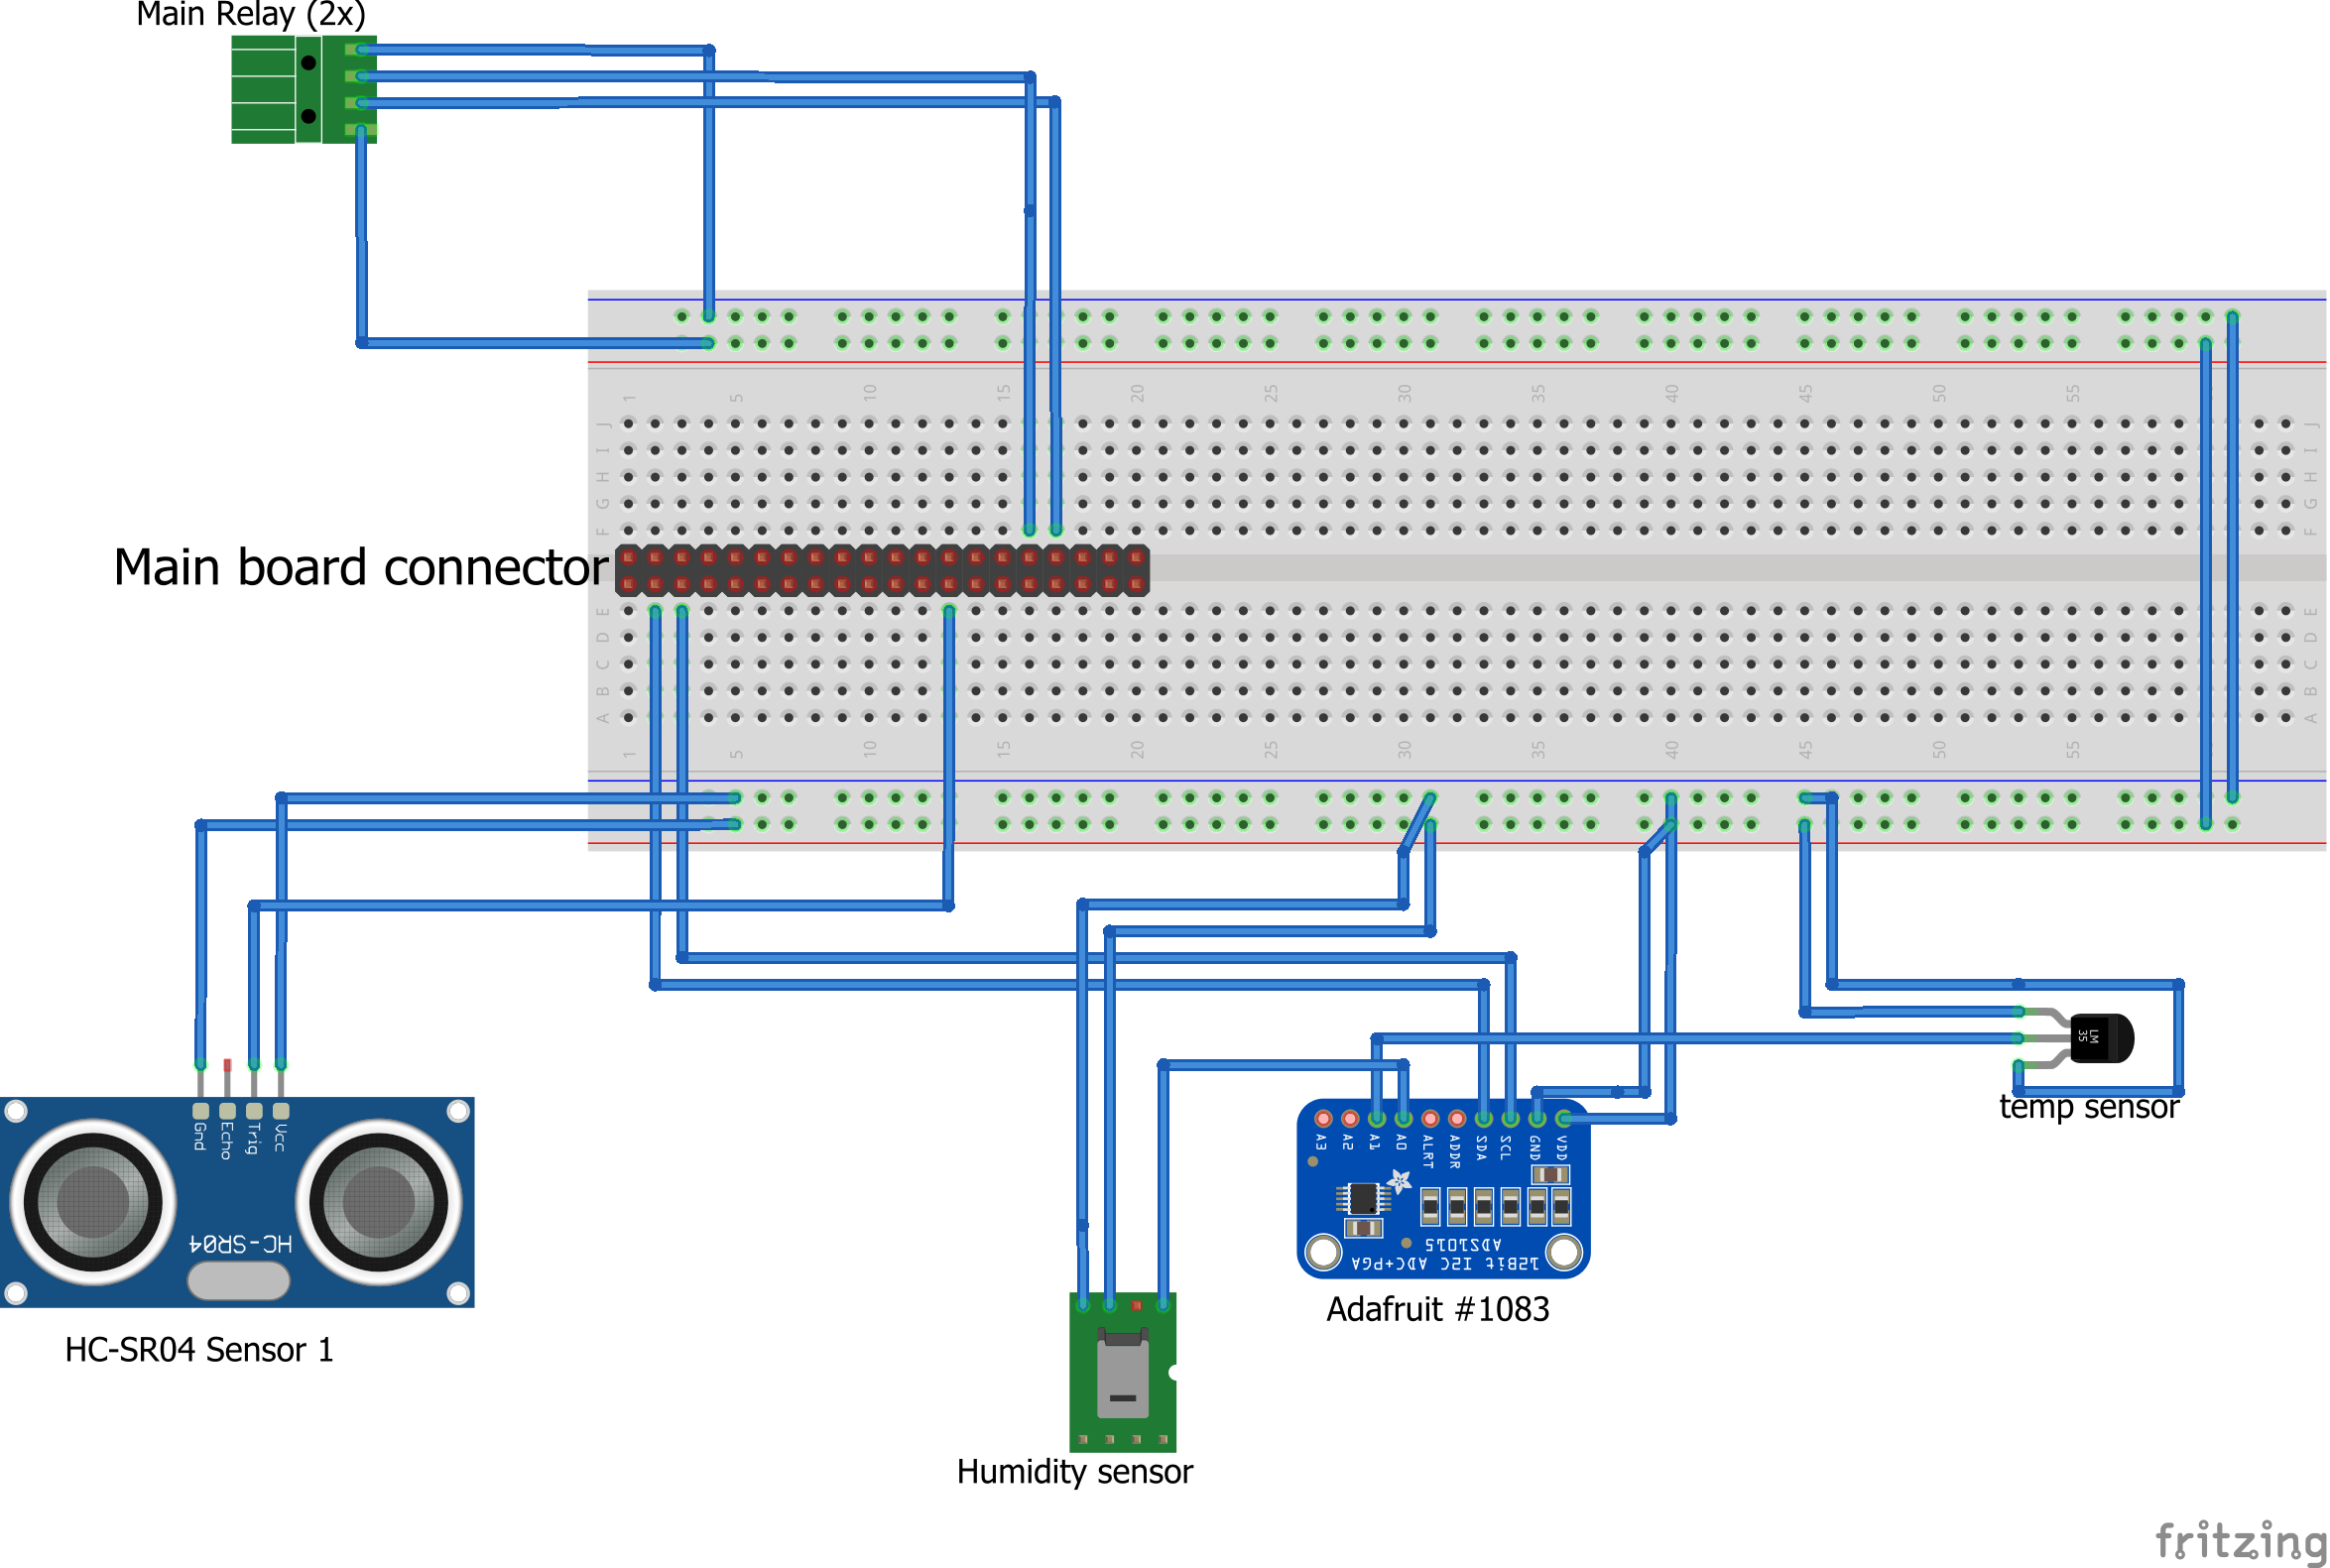 Main Relay (2x)
1 5 10 15 20 25 30 35 40 45 50 55
J J
I I
H H
G G
F F
Main board connector
E E
D D
C C
B B
A A
1 5 10 15 20 25 30 35 40 45 50 55
LM
35
temp sensor
Gnd Echo Trig Vcc
HC-SR04
HC-SR04 Sensor 1
A3 A2 A1 A0 ALRT ADDR SDA SCL GND VDD
ADS1015
12Bit I2C ADC+PGA
Adafruit #1083
Humidity sensor
fritzing